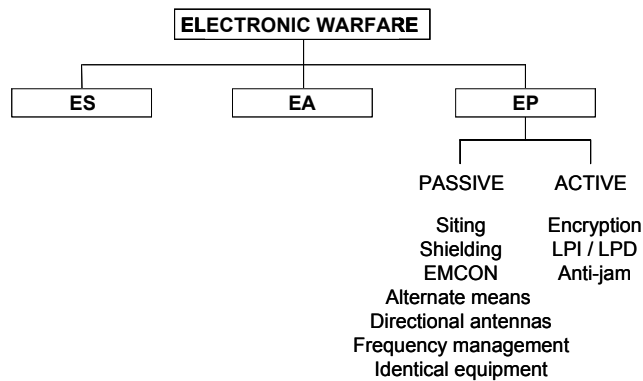 ELECTRONIC WARFARE
ES
EA
EP
PASSIVE
Siting
Shielding
EMCON
Alternate means
Directional antennas
Frequency management
Identical equipment
ACTIVE
Encryption
LPI / LPD
Anti-jam